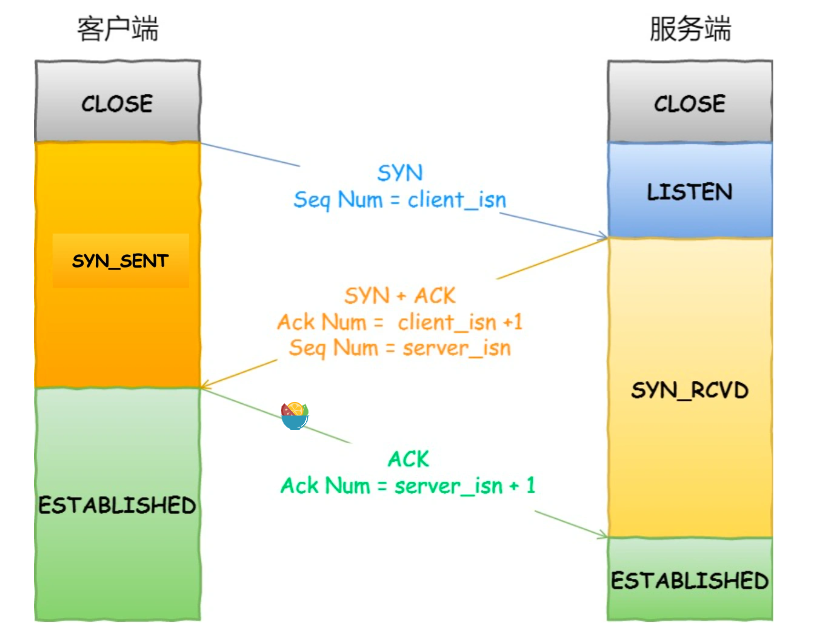 客户端
服务端
CLOSE
CLOSE
SYN
Seq Num = client_isn
LISTEN
SYN_SENT
SYN + ACK
Ack Num = client_isn +1
Seq Num = server_isn
SYN_RCVD
ACK
Ack Num = server_isn + 1
ESTABLISHED
ESTABLISHED